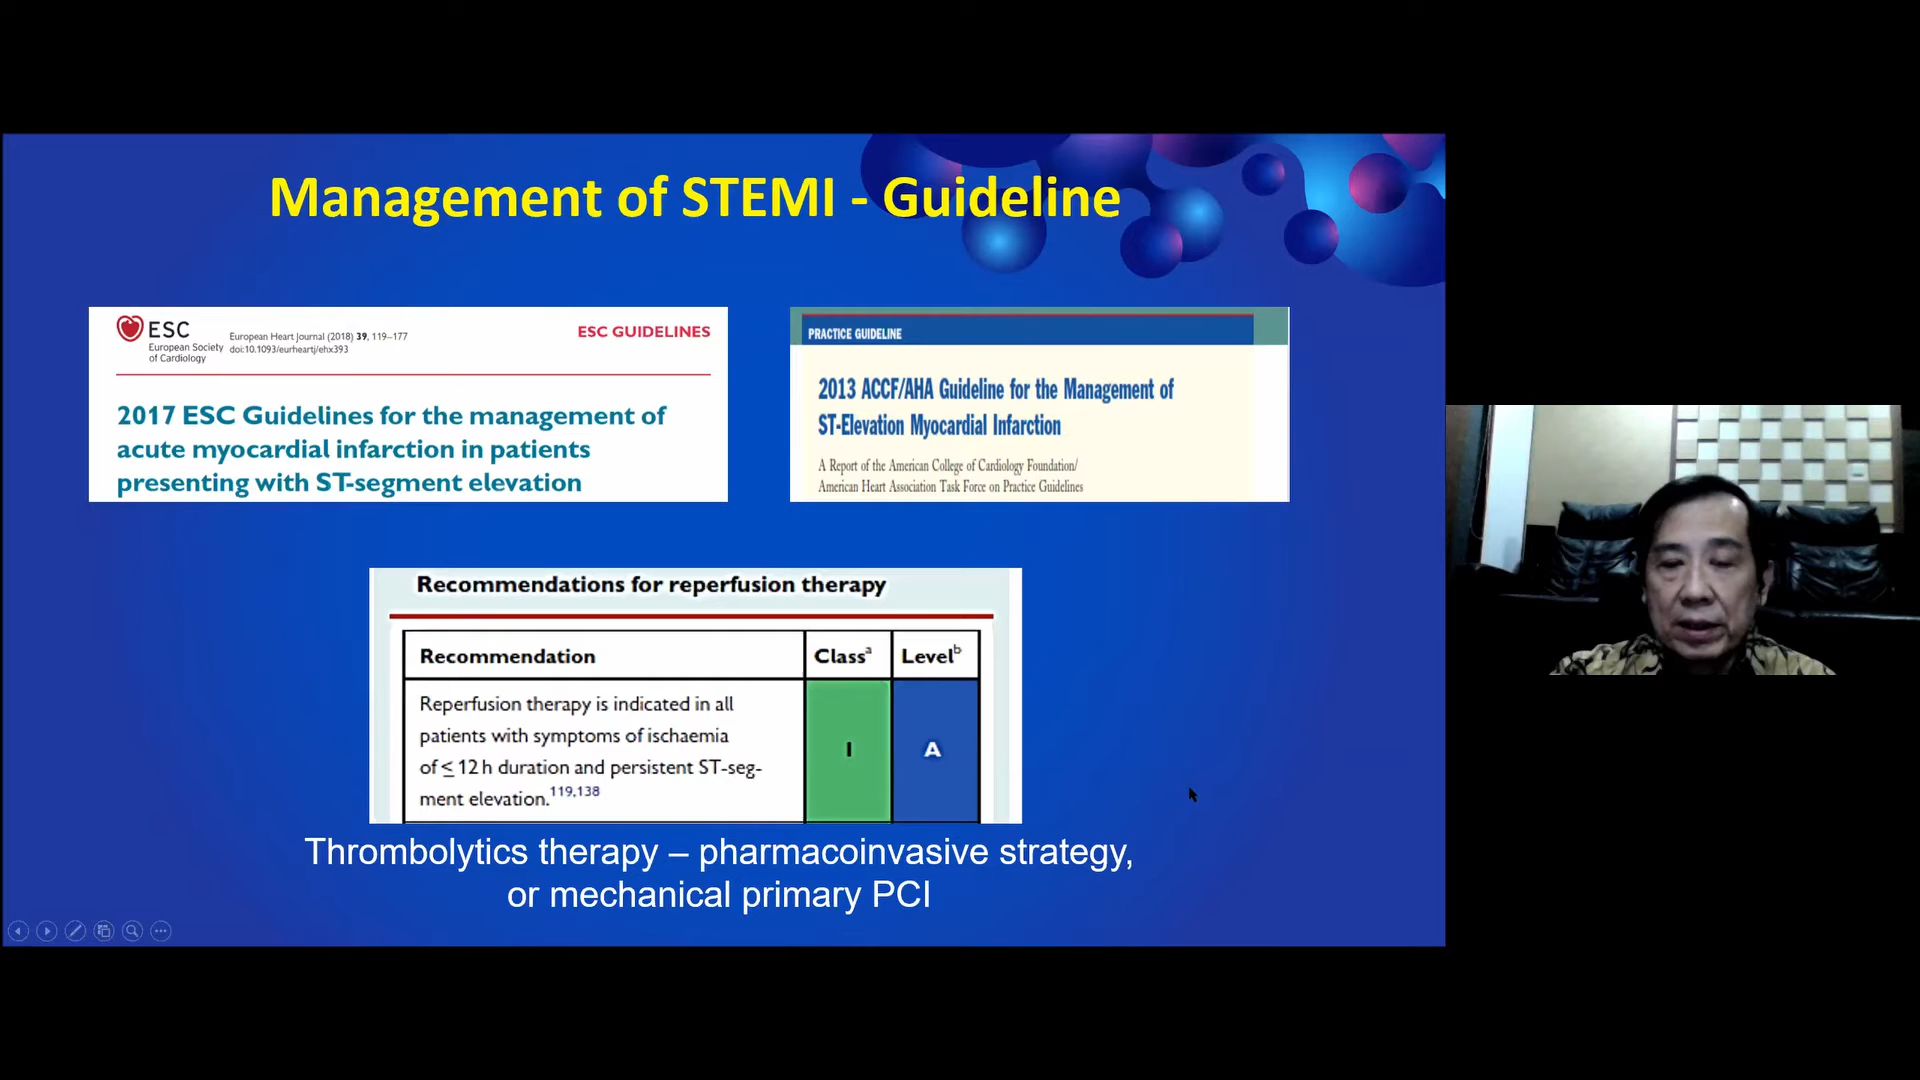 Management of STEMI - Guideline
ESC
European Society
of Cardiology
European Heart Journal (2018) 39, 119–177
doi:10.1093/eurheartj/ehx393
ESC GUIDELINES
2017 ESC Guidelines for the management of
acute myocardial infarction in patients
presenting with ST-segment elevation
PRACTICE GUIDELINE
2013 ACCF/AHA Guideline for the Management of
ST-Elevation Myocardial Infarction
A Report of the American College of Cardiology Foundation/
American Heart Association Task Force on Practice Guidelines
Recommendations for reperfusion therapy
Recommendation Classᵃ Levelᵇ
Reperfusion therapy is indicated in all
patients with symptoms of ischaemia
of ≤ 12 h duration and persistent ST-seg-
ment elevation.119,138
I A
Thrombolytics therapy – pharmacoinvasive strategy,
or mechanical primary PCI